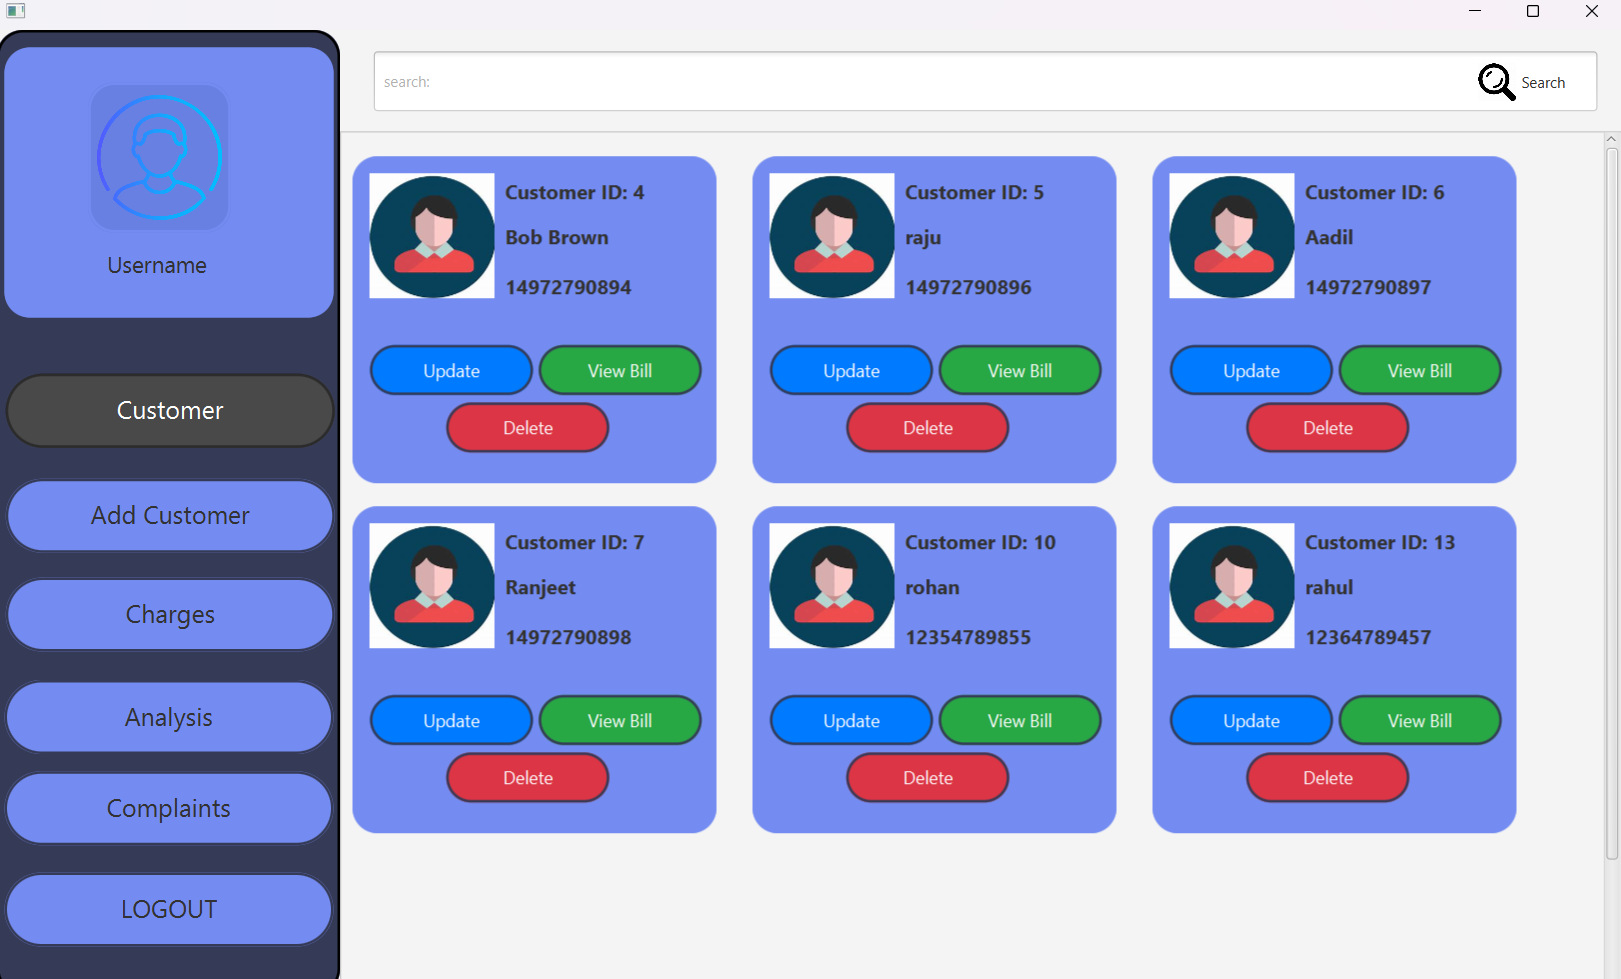 search:
Search
Username
Customer
Add Customer
Charges
Analysis
Complaints
LOGOUT
Customer ID: 4
Bob Brown
14972790894
Update
View Bill
Delete
Customer ID: 5
raju
14972790896
Update
View Bill
Delete
Customer ID: 6
Aadil
14972790897
Update
View Bill
Delete
Customer ID: 7
Ranjeet
14972790898
Update
View Bill
Delete
Customer ID: 10
rohan
12354789855
Update
View Bill
Delete
Customer ID: 13
rahul
12364789457
Update
View Bill
Delete